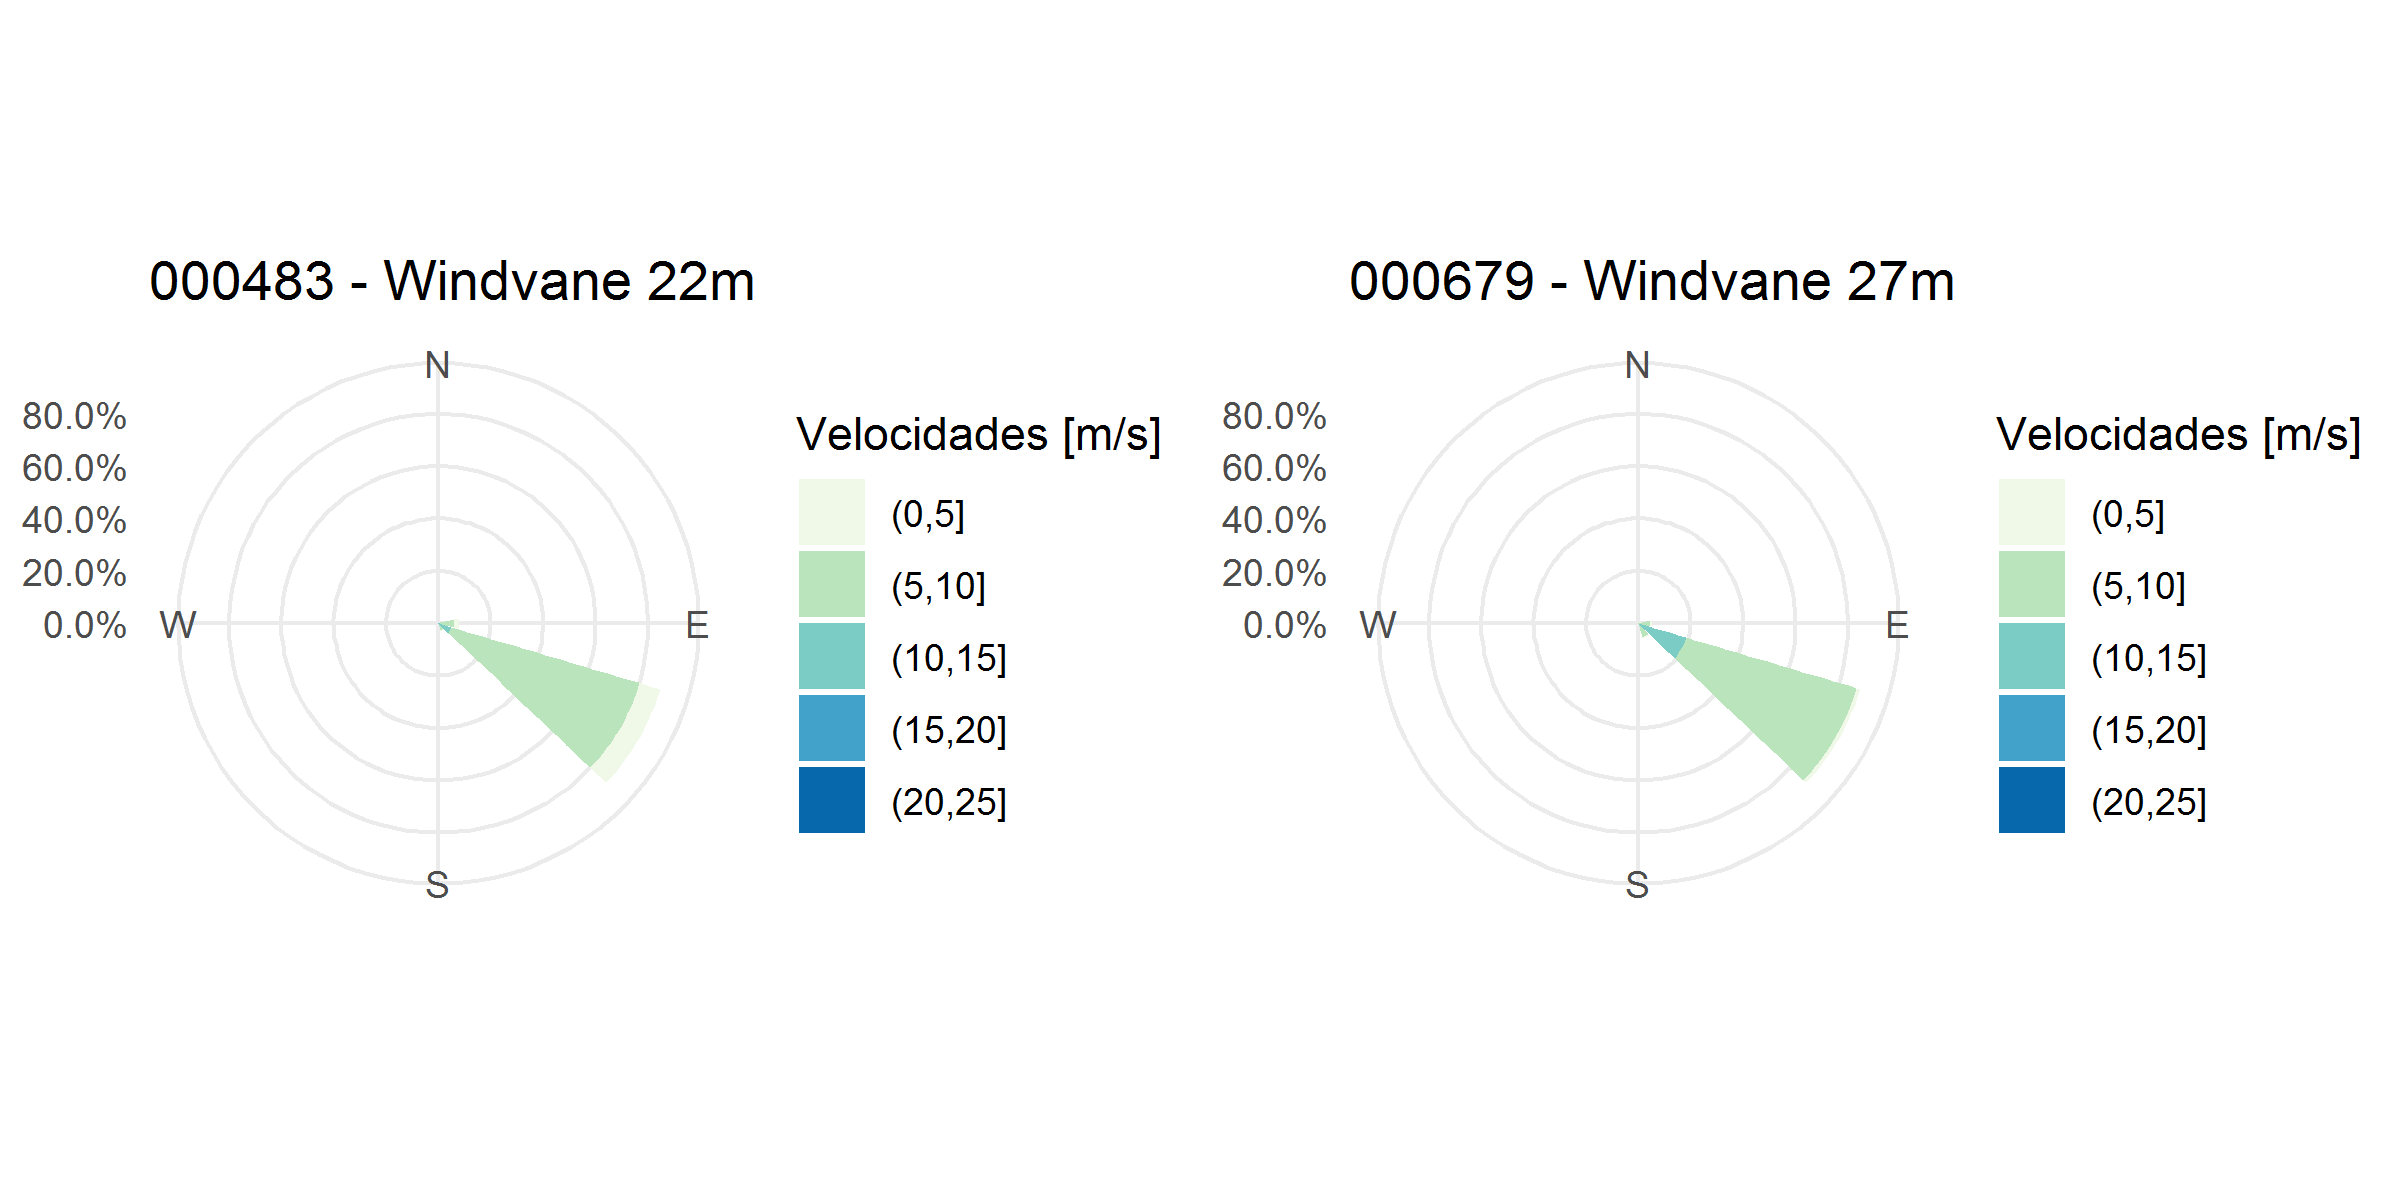 000483 - Windvane 22m
N
80.0%
60.0%
40.0%
20.0%
0.0%
W
E
S
Velocidades [m/s]
(0,5]
(5,10]
(10,15]
(15,20]
(20,25]
000679 - Windvane 27m
N
80.0%
60.0%
40.0%
20.0%
0.0%
W
E
S
Velocidades [m/s]
(0,5]
(5,10]
(10,15]
(15,20]
(20,25]